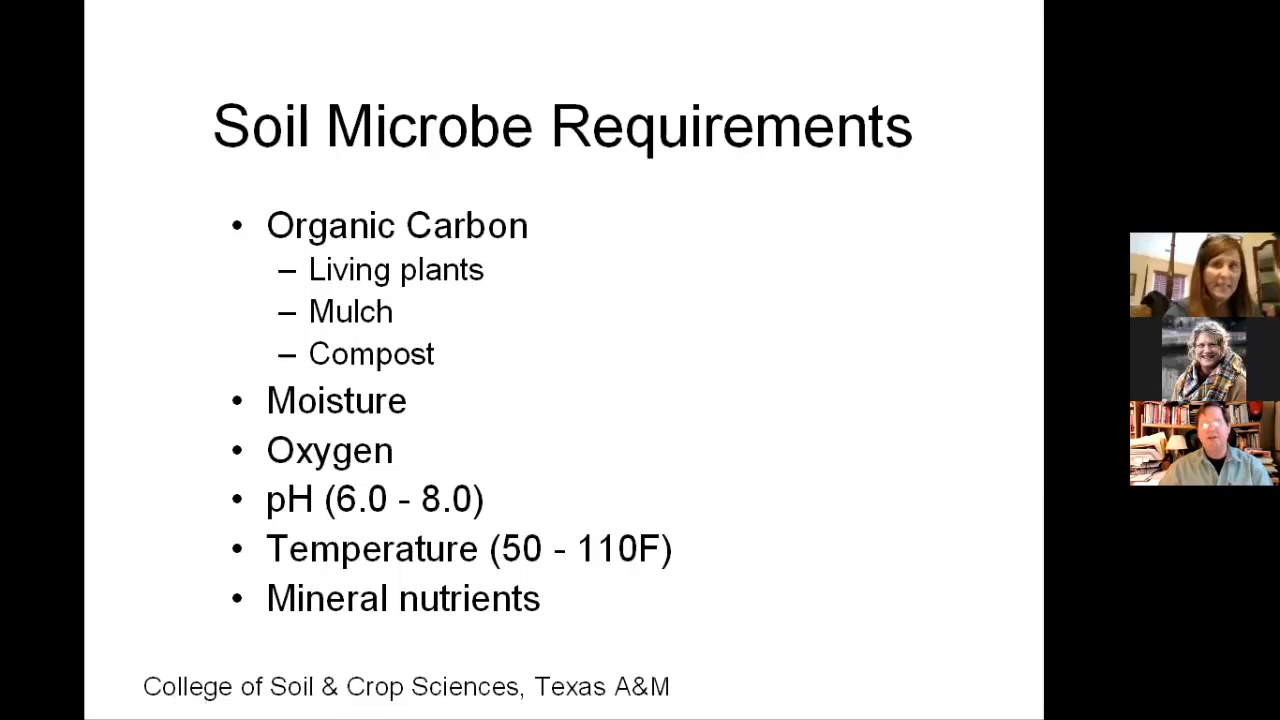 Soil Microbe Requirements
• Organic Carbon
– Living plants
– Mulch
– Compost
• Moisture
• Oxygen
• pH (6.0 - 8.0)
• Temperature (50 - 110F)
• Mineral nutrients
College of Soil & Crop Sciences, Texas A&M